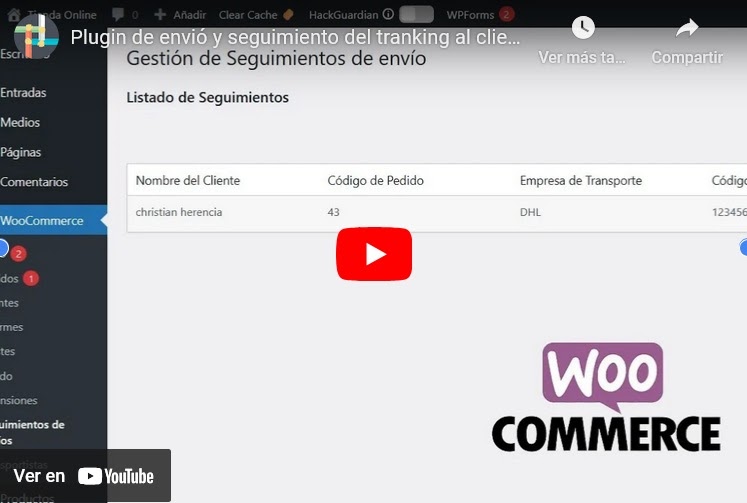 Tienda Online 0 Añadir Clear Cache HackGuardian WPForms 2
Plugin de envió y seguimiento del tranking al clie...
Ver más ta...
Compartir
Gestión de Seguimientos de envío
Listado de Seguimientos
Entradas
Medios
Páginas
Comentarios
WooCommerce
2
dos 1
ntes
rmes
tes
do
nsiones
uimientos de
íos
sportistas
Productos
Nombre del Cliente Código de Pedido Empresa de Transporte Códig
christian herencia 43 DHL 123456
WOO
COMMERCE
Ver en YouTube